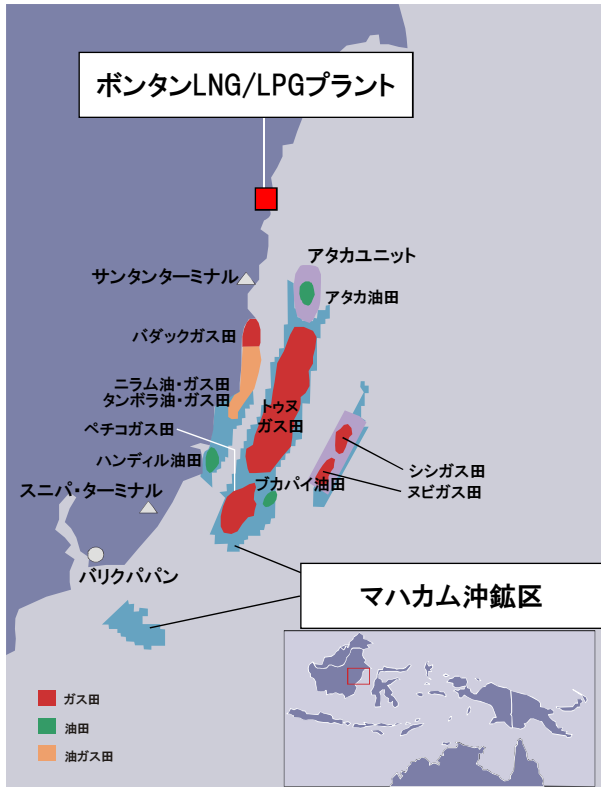 ボンタンLNG/LPGプラント
アタカユニット
サンタンターミナル
アタカ油田
バダックガス田
ニラム油・ガス田
タンボラ油・ガス田
トゥヌ
ガス田
ペチコガス田
ハンディル油田
シシガス田
ブカパイ油田
ヌビガス田
スニパ・ターミナル
バリクパパン
マハカム沖鉱区
ガス田
油田
油ガス田